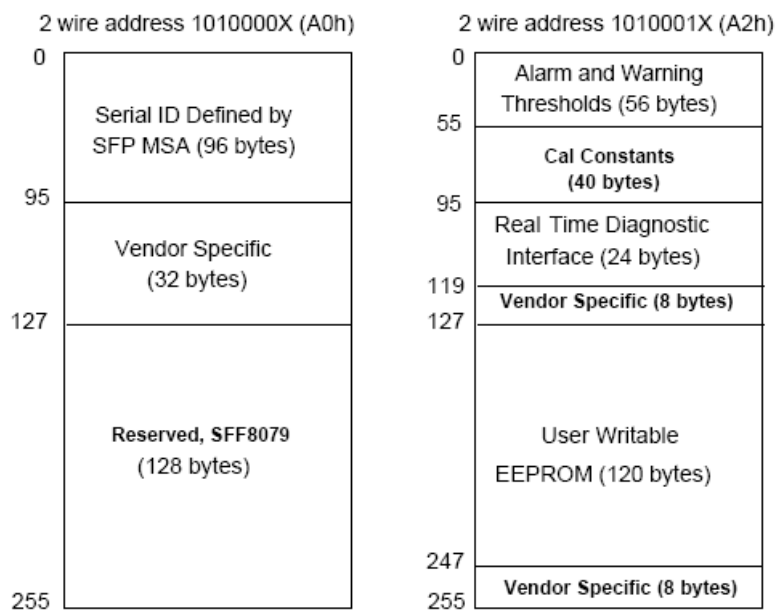 2 wire address 1010000X (A0h)
0
Serial ID Defined by
SFP MSA (96 bytes)
95
Vendor Specific
(32 bytes)
127
Reserved, SFF8079
(128 bytes)
255
2 wire address 1010001X (A2h)
0
Alarm and Warning
Thresholds (56 bytes)
55
Cal Constants
(40 bytes)
95
Real Time Diagnostic
Interface (24 bytes)
119
Vendor Specific (8 bytes)
127
User Writable
EEPROM (120 bytes)
247
Vendor Specific (8 bytes)
255